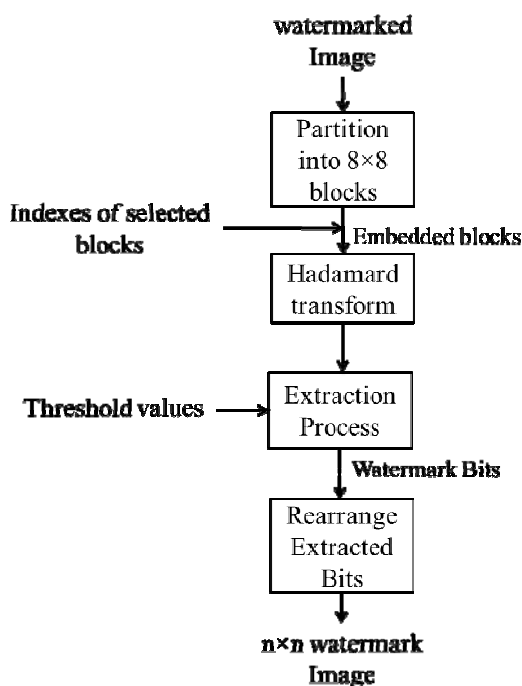 watermarked
Image
Partition
into 8×8
blocks
Indexes of selected
blocks
Embedded blocks
Hadamard
transform
Threshold values
Extraction
Process
Watermark Bits
Rearrange
Extracted
Bits
n×n watermark
Image